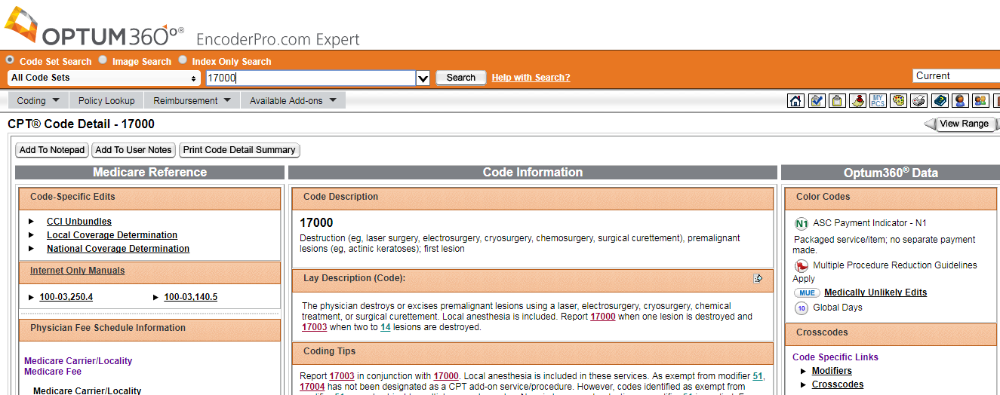 OPTUM360°® EncoderPro.com Expert
Code Set Search Image Search Index Only Search
All Code Sets 17000 Search Help with Search? Current
Coding Policy Lookup Reimbursement Available Add-ons MY PCS
CPT® Code Detail - 17000
View Range
Add To Notepad Add To User Notes Print Code Detail Summary
Medicare Reference
Code-Specific Edits
CCI Unbundles
Local Coverage Determination
National Coverage Determination
Internet Only Manuals
100-03,250.4 100-03,140.5
Physician Fee Schedule Information
Medicare Carrier/Locality
Medicare Fee
Medicare Carrier/Locality
Code Information
Code Description
17000
Destruction (eg, laser surgery, electrosurgery, cryosurgery, chemosurgery, surgical curettement), premalignant
lesions (eg, actinic keratoses); first lesion
Lay Description (Code):
The physician destroys or excises premalignant lesions using a laser, electrosurgery, cryosurgery, chemical
treatment, or surgical curettement. Local anesthesia is included. Report 17000 when one lesion is destroyed and
17003 when two to 14 lesions are destroyed.
Coding Tips
Report 17003 in conjunction with 17000. Local anesthesia is included in these services. As exempt from modifier 51,
17004 has not been designated as a CPT add-on service/procedure. However, codes identified as exempt from
Optum360® Data
Color Codes
N1 ASC Payment Indicator - N1
Packaged service/item; no separate payment
made.
Multiple Procedure Reduction Guidelines
Apply
MUE Medically Unlikely Edits
10 Global Days
Crosscodes
Code Specific Links
Modifiers
Crosscodes